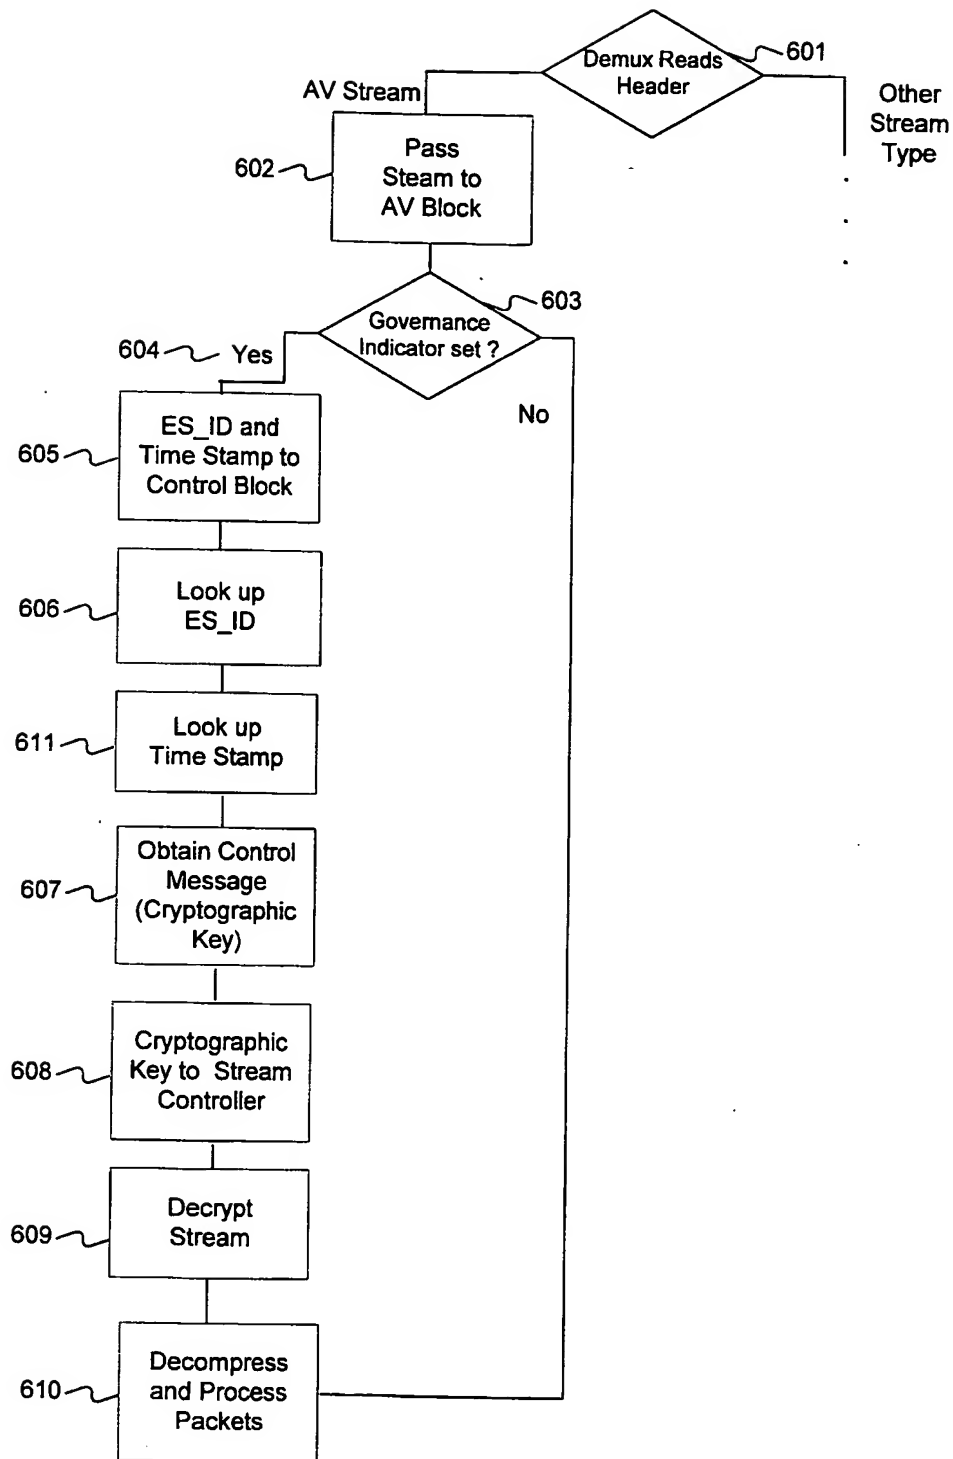 Demux Reads
Header
601
AV Stream
Other
Stream
Type
602
Pass
Steam to
AV Block
603
Governance
Indicator set ?
604
Yes
No
605
ES_ID and
Time Stamp to
Control Block
606
Look up
ES_ID
611
Look up
Time Stamp
607
Obtain Control
Message
(Cryptographic
Key)
608
Cryptographic
Key to Stream
Controller
609
Decrypt
Stream
610
Decompress
and Process
Packets